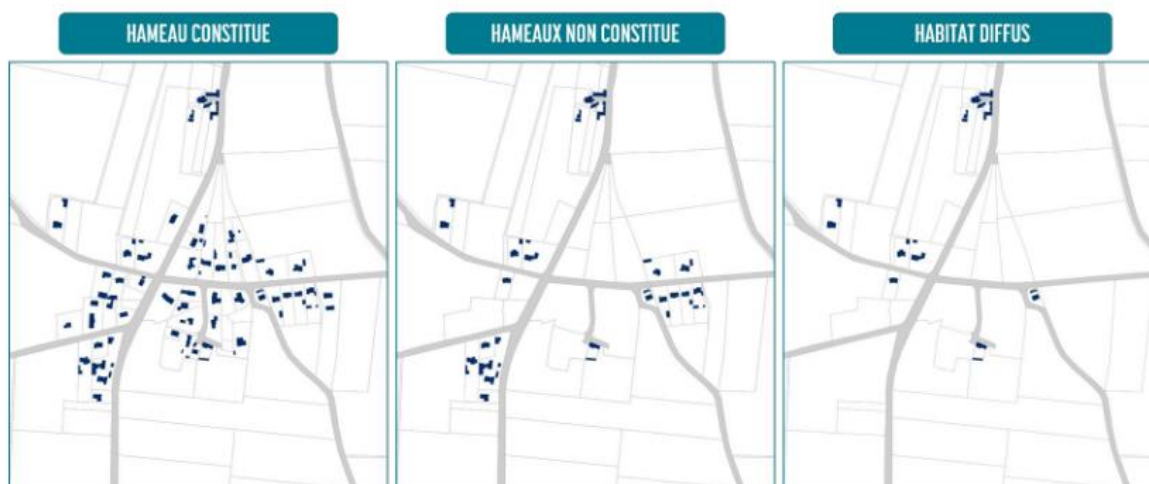 HAMEAU CONSTITUE
HAMEAUX NON CONSTITUE
HABITAT DIFFUS